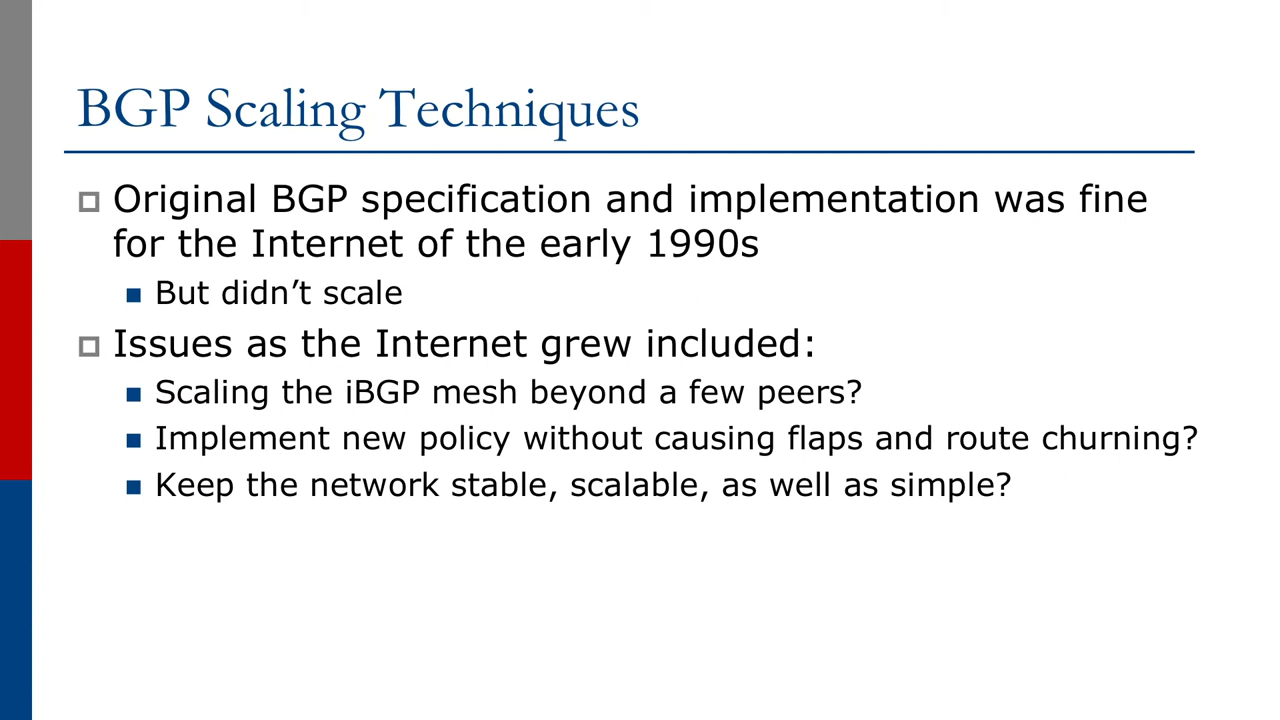 BGP Scaling Techniques
Original BGP specification and implementation was fine
for the Internet of the early 1990s
But didn’t scale
Issues as the Internet grew included:
Scaling the iBGP mesh beyond a few peers?
Implement new policy without causing flaps and route churning?
Keep the network stable, scalable, as well as simple?